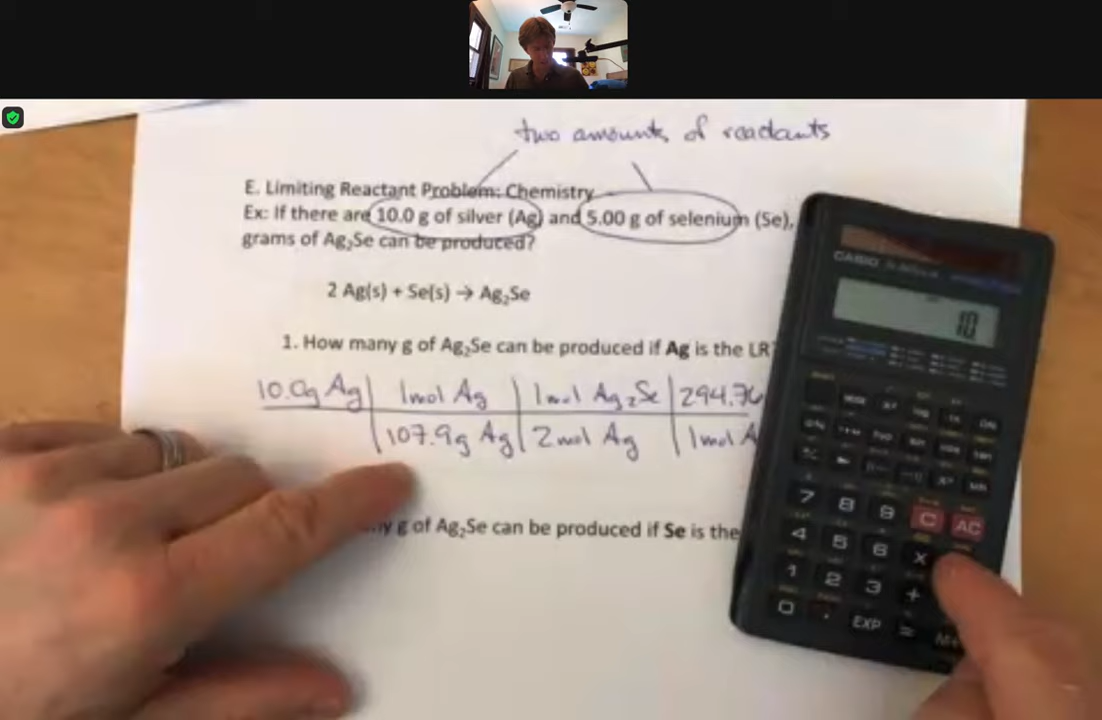 two amounts of reactants
E. Limiting Reactant Problem: Chemistry
Ex: If there are 10.0 g of silver (Ag) and 5.00 g of selenium (Se),
grams of Ag₂Se can be produced?
2 Ag(s) + Se(s) → Ag₂Se
1. How many g of Ag₂Se can be produced if Ag is the LR
10.0g Ag | 1mol Ag | 1mol Ag₂Se | 294.76
107.9g Ag | 2mol Ag | 1mol A
ny g of Ag₂Se can be produced if Se is the
CASIO
10
C AC
7 8 9
4 5 6 X
1 2 3 +
0 . EXP = M+